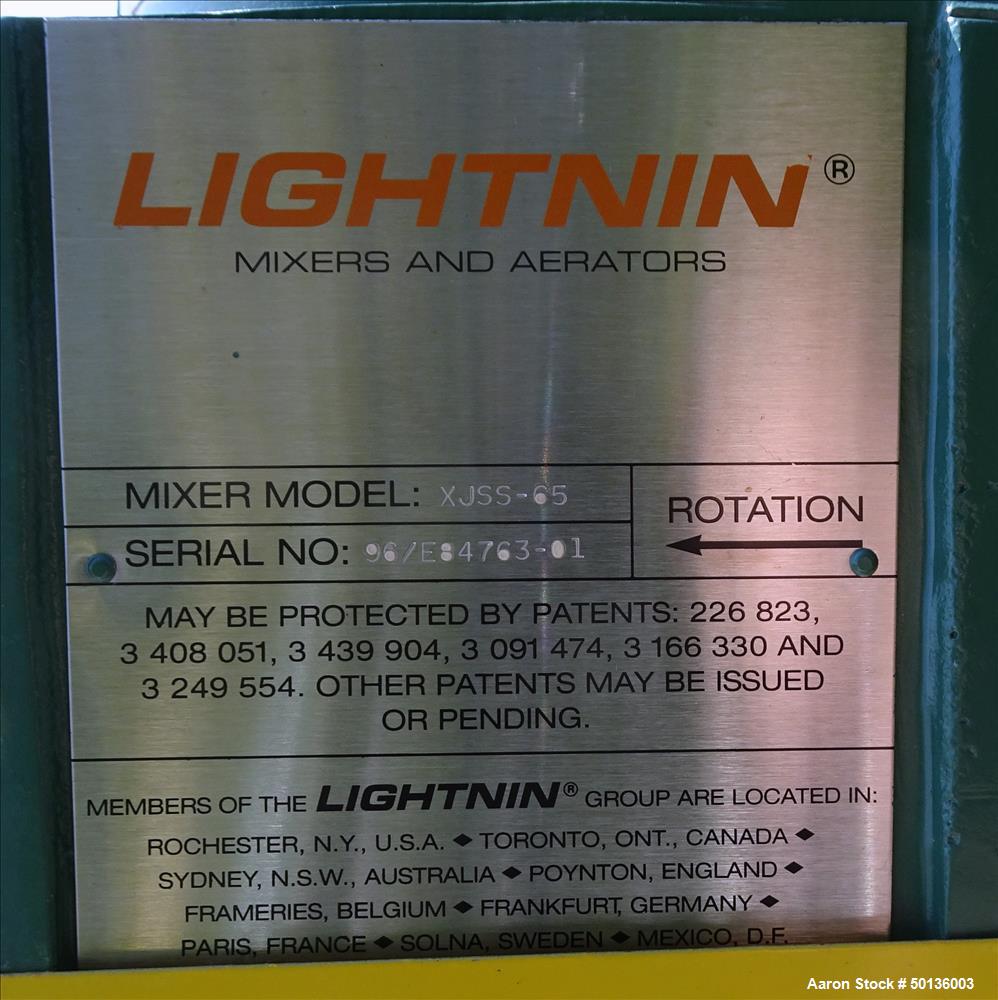 LIGHTNIN®
MIXERS AND AERATORS
MIXER MODEL: XJSS-65
ROTATION
SERIAL NO: 96/E84763-01
MAY BE PROTECTED BY PATENTS: 226 823,
3 408 051, 3 439 904, 3 091 474, 3 166 330 AND
3 249 554. OTHER PATENTS MAY BE ISSUED
OR PENDING.
MEMBERS OF THE LIGHTNIN® GROUP ARE LOCATED IN:
ROCHESTER, N.Y., U.S.A. ◆ TORONTO, ONT., CANADA ◆
SYDNEY, N.S.W., AUSTRALIA ◆ POYNTON, ENGLAND ◆
FRAMERIES, BELGIUM ◆ FRANKFURT, GERMANY ◆
PARIS, FRANCE ◆ SOLNA, SWEDEN ◆ MEXICO, D.F.
Aaron Stock # 50136003